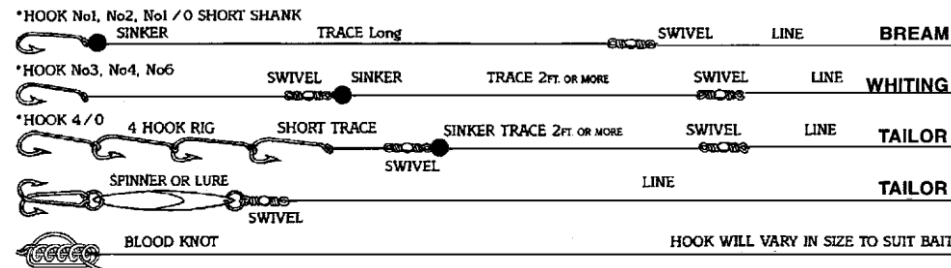 *HOOK No1, No2, No1/0 SHORT SHANK
SINKER TRACE Long SWIVEL LINE BREAM
*HOOK No3, No4, No6
SWIVEL SINKER TRACE 2FT. OR MORE SWIVEL LINE WHITING
*HOOK 4/0
4 HOOK RIG SHORT TRACE SINKER TRACE 2FT. OR MORE SWIVEL LINE TAILOR
SWIVEL
SPINNER OR LURE LINE TAILOR
SWIVEL
BLOOD KNOT HOOK WILL VARY IN SIZE TO SUIT BAIT